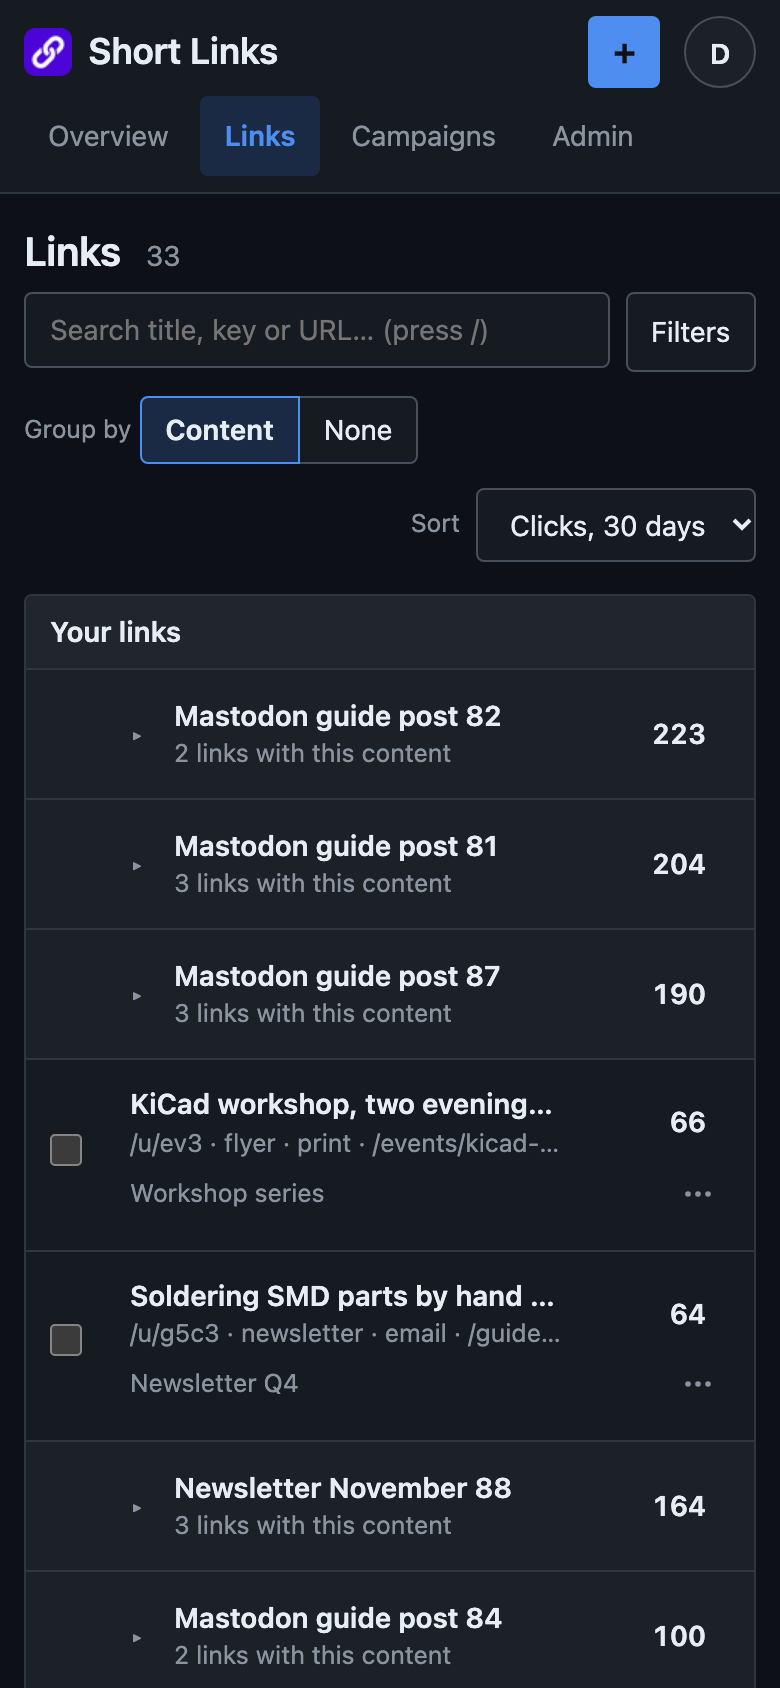 Short Links
+
D
Overview Links Campaigns Admin
Links 33
Search title, key or URL... (press /)
Filters
Group by Content None
Sort Clicks, 30 days
Your links
Mastodon guide post 82
2 links with this content
223
Mastodon guide post 81
3 links with this content
204
Mastodon guide post 87
3 links with this content
190
KiCad workshop, two evening...
/u/ev3 · flyer · print · /events/kicad-...
66
Workshop series
Soldering SMD parts by hand ...
/u/g5c3 · newsletter · email · /guide...
64
Newsletter Q4
Newsletter November 88
3 links with this content
164
Mastodon guide post 84
2 links with this content
100